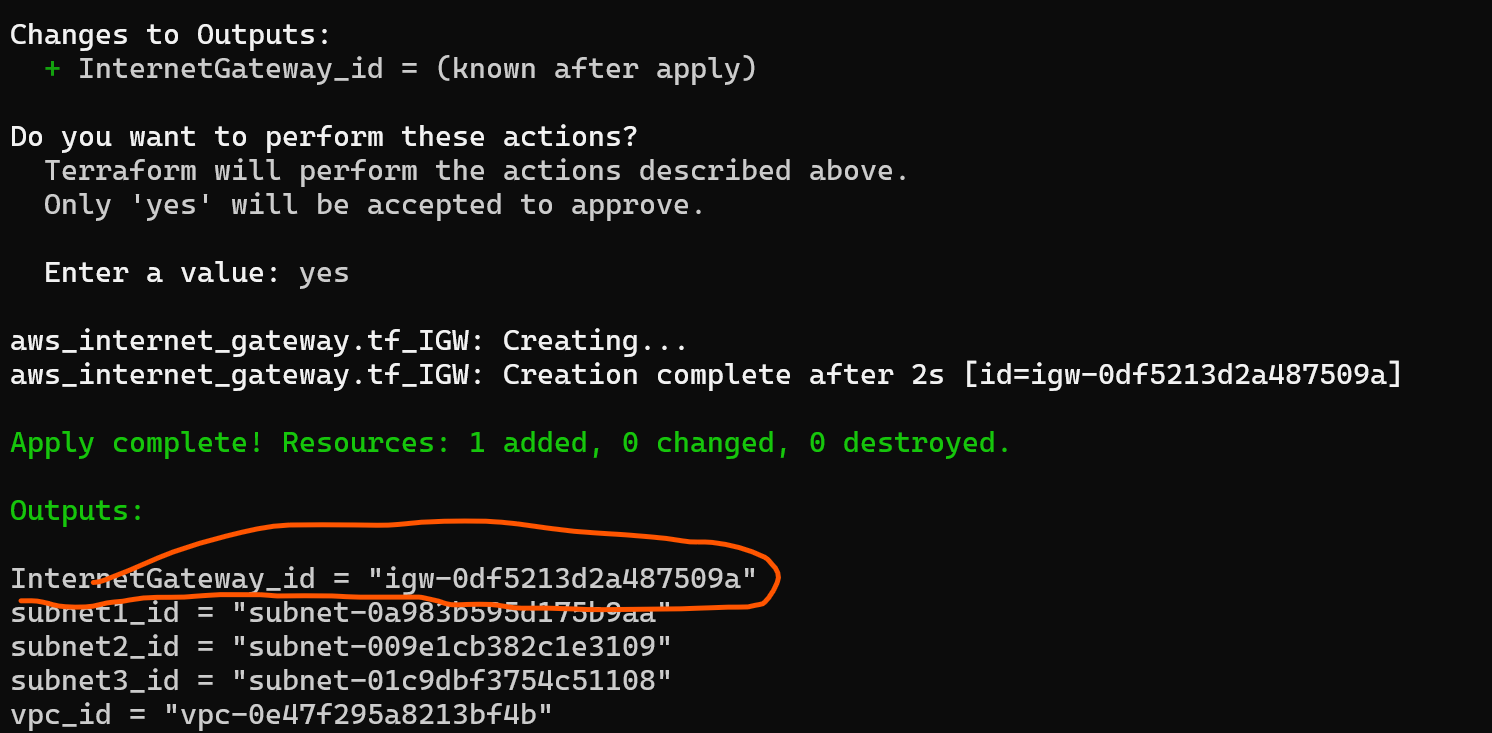 Changes to Outputs:
+ InternetGateway_id = (known after apply)
Do you want to perform these actions?
Terraform will perform the actions described above.
Only 'yes' will be accepted to approve.
Enter a value: yes
aws_internet_gateway.tf_IGW: Creating...
aws_internet_gateway.tf_IGW: Creation complete after 2s [id=igw-0df5213d2a487509a]
Apply complete! Resources: 1 added, 0 changed, 0 destroyed.
Outputs:
InternetGateway_id = "igw-0df5213d2a487509a"
subnet1_id = "subnet-0a983b595d175b9aa"
subnet2_id = "subnet-009e1cb382c1e3109"
subnet3_id = "subnet-01c9dbf3754c51108"
vpc_id = "vpc-0e47f295a8213bf4b"